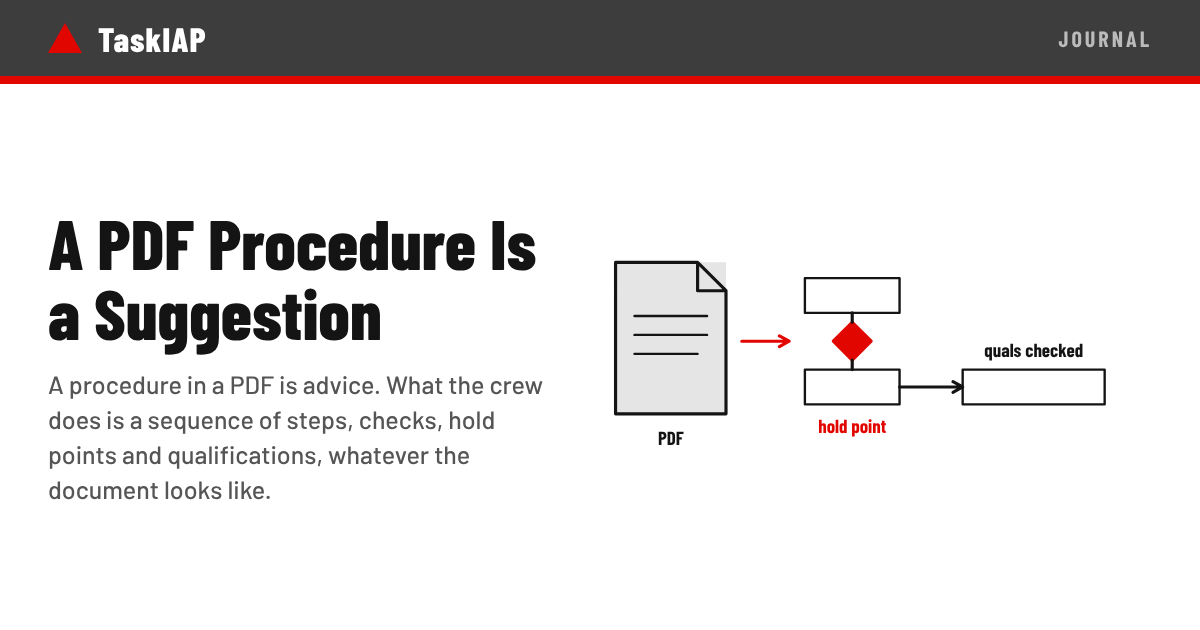 TaskIAP
JOURNAL
A PDF Procedure Is
a Suggestion
A procedure in a PDF is advice. What the crew
does is a sequence of steps, checks, hold
points and qualifications, whatever the
document looks like.
PDF
hold point
quals checked